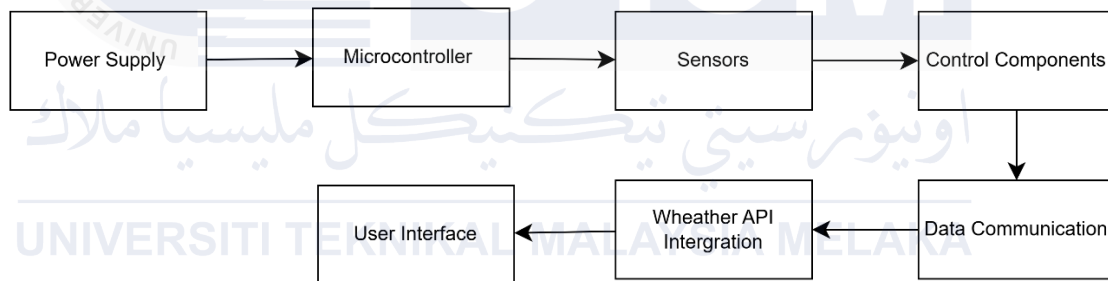 Power Supply
Microcontroller
Sensors
Control Components
اونيۏرسيتي تيكنيكل مليسيا ملاك
User Interface
Wheather API
Intergration
Data Communication
UNIVERSITI TEKNIKAL MALAYSIA MELAKA